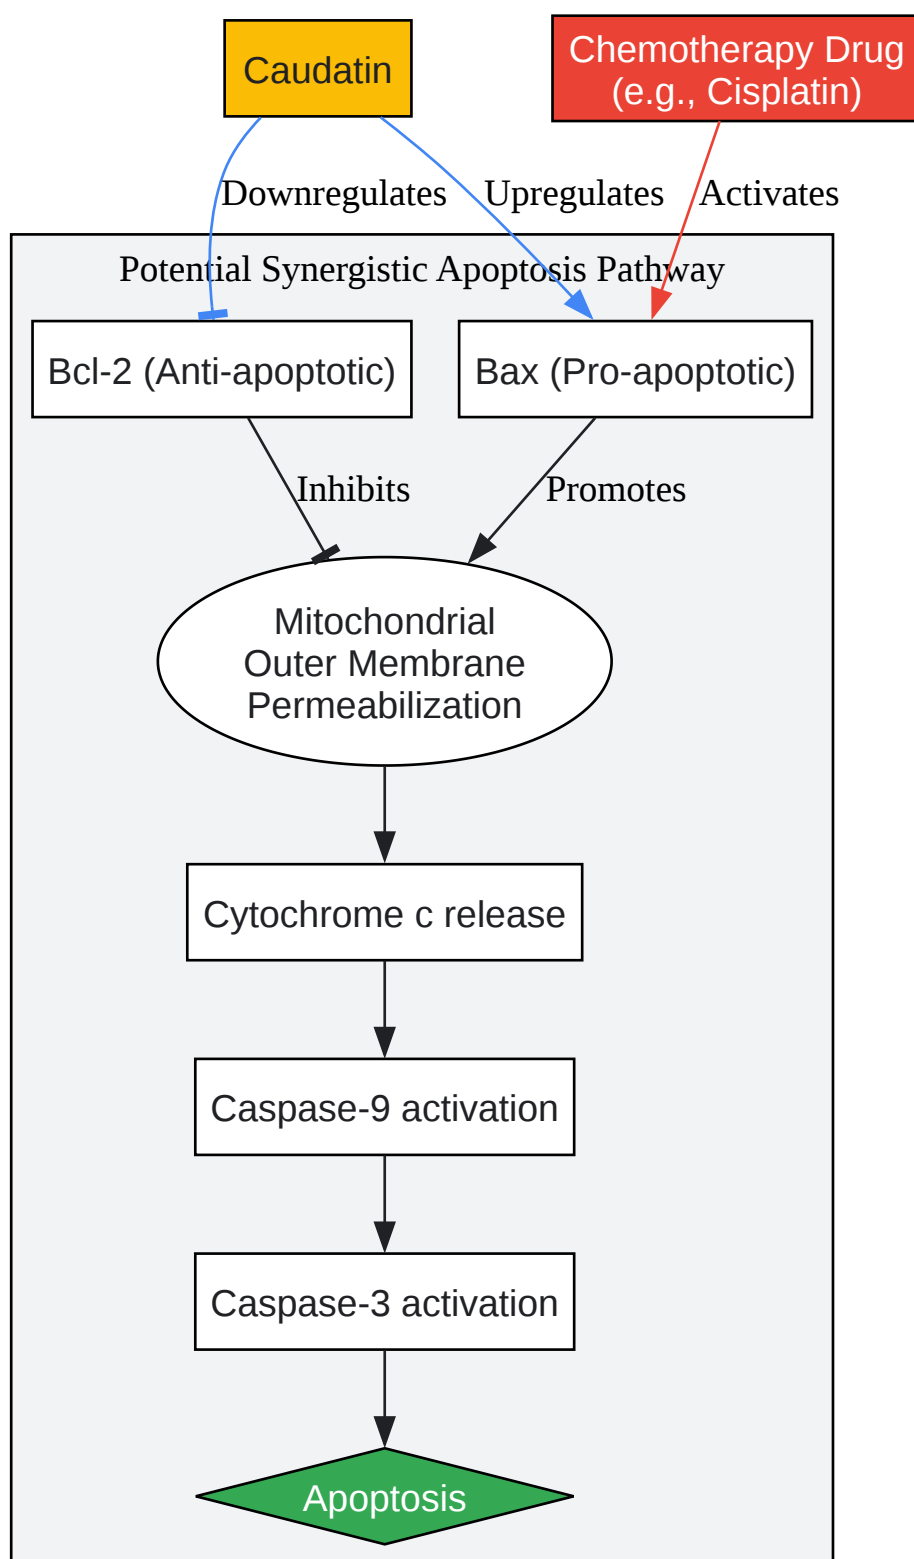 Caudatin
Chemotherapy Drug
(e.g., Cisplatin)
Downregulates
Upregulates
Activates
Potential Synergistic Apoptosis Pathway
Bcl-2 (Anti-apoptotic)
Bax (Pro-apoptotic)
Inhibits
Promotes
Mitochondrial
Outer Membrane
Permeabilization
Cytochrome c release
Caspase-9 activation
Caspase-3 activation
Apoptosis